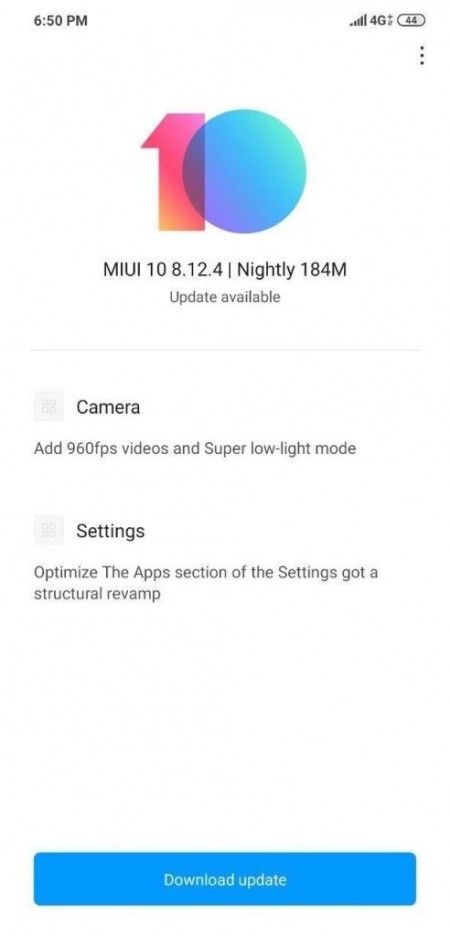 6:50 PM 4G 44
10
MIUI 10 8.12.4 | Nightly 184M
Update available
Camera
Add 960fps videos and Super low-light mode
Settings
Optimize The Apps section of the Settings got a
structural revamp
Download update